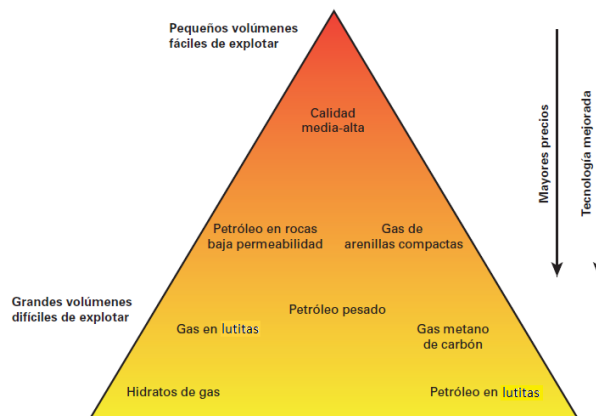 Pequeños volúmenes
fáciles de explotar
Calidad
media-alta
Mayores precios
Tecnología mejorada
Petróleo en rocas
baja permeabilidad
Gas de
arenillas compactas
Grandes volúmenes
difíciles de explotar
Petróleo pesado
Gas en lutitas
Gas metano
de carbón
Hidratos de gas
Petróleo en lutitas